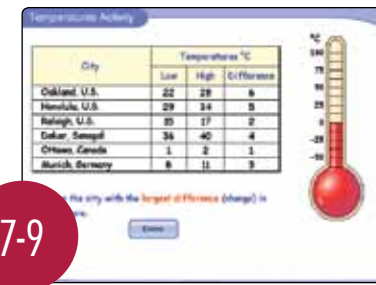 Temperatures Activity
City Temperatures °C
Low High Difference
Oakland, U.S. 22 28 6
Honolulu, U.S. 29 34 5
Raleigh, U.S. 15 17 2
Dakar, Senegal 36 40 4
Ottawa, Canada 1 2 1
Munich, Germany 8 11 3
°C
100
75
50
25
0
-25
-50
the city with the largest difference (change) in
7-9